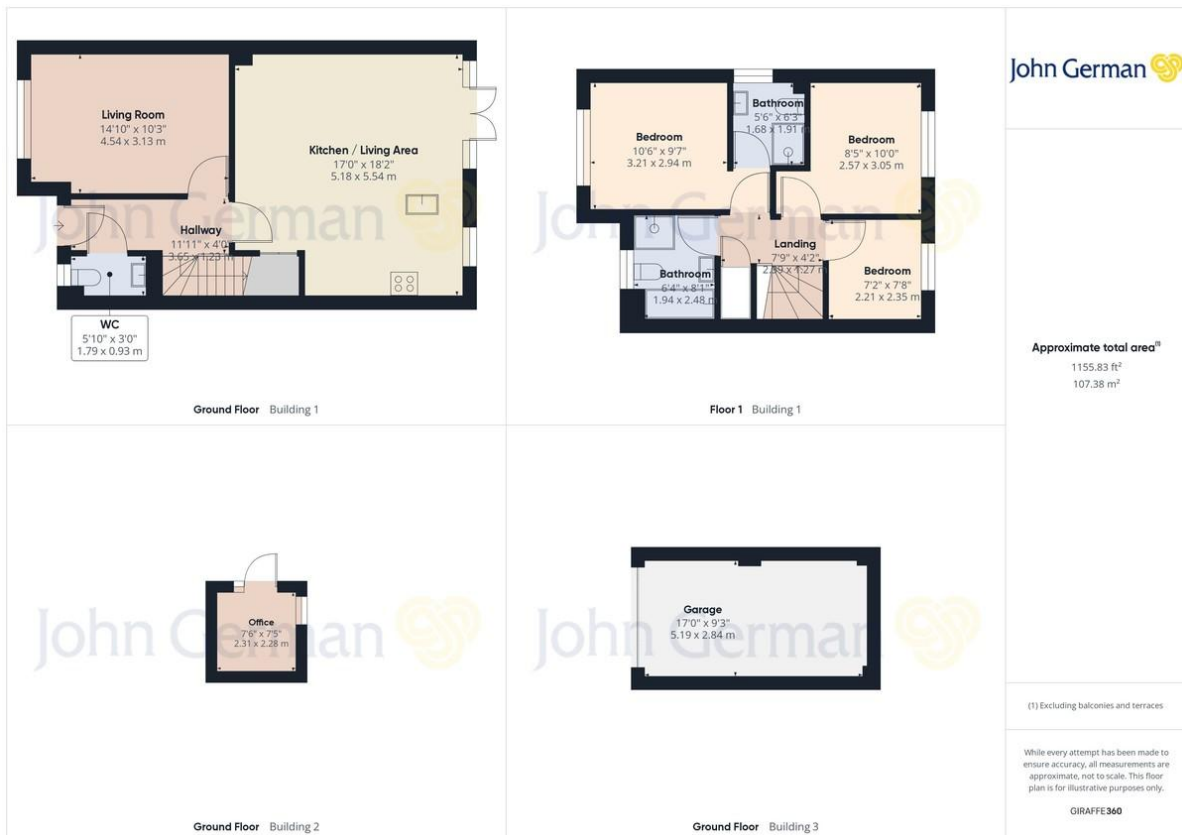 Living Room
14'10" x 10'3"
4.54 x 3.13 m
Kitchen / Living Area
17'0" x 18'2"
5.18 x 5.54 m
Hallway
11'11" x 4'0"
3.65 x 1.23 m
WC
5'10" x 3'0"
1.79 x 0.93 m
John German
Ground Floor Building 1
Bedroom
10'6" x 9'7"
3.21 x 2.94 m
Bathroom
5'6" x 6'3"
1.68 x 1.91 m
Bedroom
8'5" x 10'0"
2.57 x 3.05 m
Landing
7'9" x 4'2"
Bathroom
6'4" x 8'1"
1.94 x 2.48 m
Bedroom
7'2" x 7'8"
2.21 x 2.35 m
John German
Floor 1 Building 1
Office
7'6" x 7'5"
2.31 x 2.28 m
John German
Ground Floor Building 2
Garage
17'0" x 9'3"
5.19 x 2.84 m
John German
Ground Floor Building 3
John German
Approximate total area(1)
1155.83 ft²
107.38 m²
(1) Excluding balconies and terraces
While every attempt has been made to
ensure accuracy, all measurements are
approximate, not to scale. This floor
plan is for illustrative purposes only.
GIRAFFE360